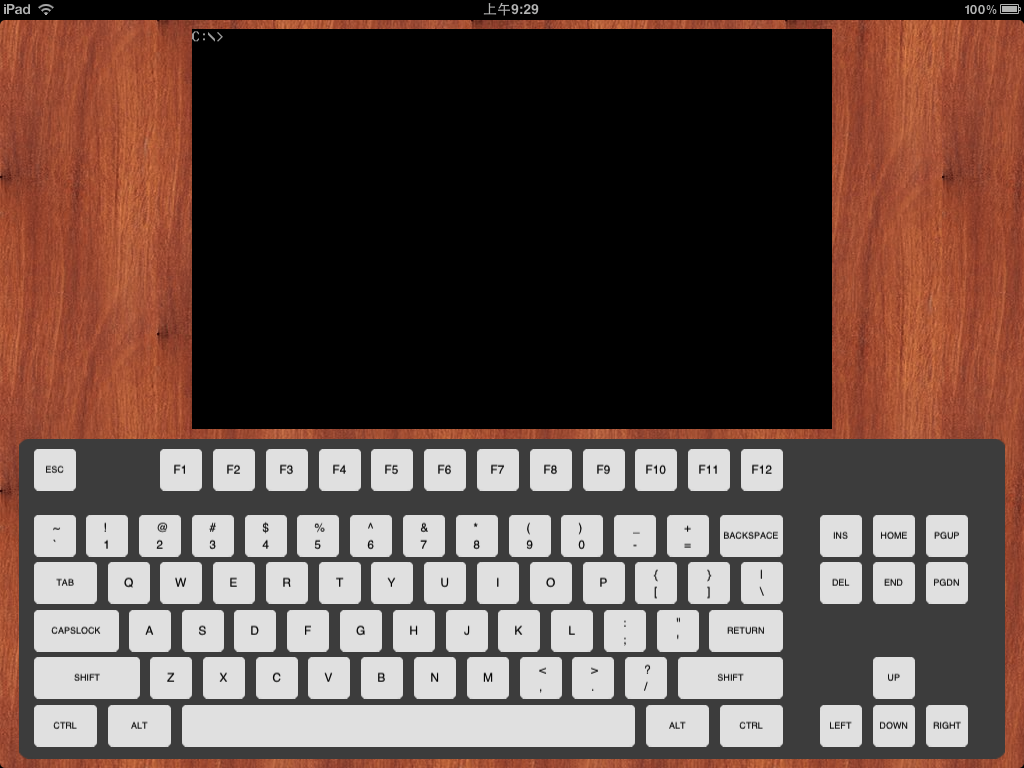 iPad 上午9:29 100%
C:\>
ESC F1 F2 F3 F4 F5 F6 F7 F8 F9 F10 F11 F12
~ ! @ # $ % ^ & * ( ) _ +
` 1 2 3 4 5 6 7 8 9 0 - = BACKSPACE INS HOME PGUP
TAB Q W E R T Y U I O P { } |
[ ] \ DEL END PGDN
CAPSLOCK A S D F G H J K L : "
; ' RETURN
SHIFT Z X C V B N M < > ?
, . / SHIFT UP
CTRL ALT ALT CTRL LEFT DOWN RIGHT